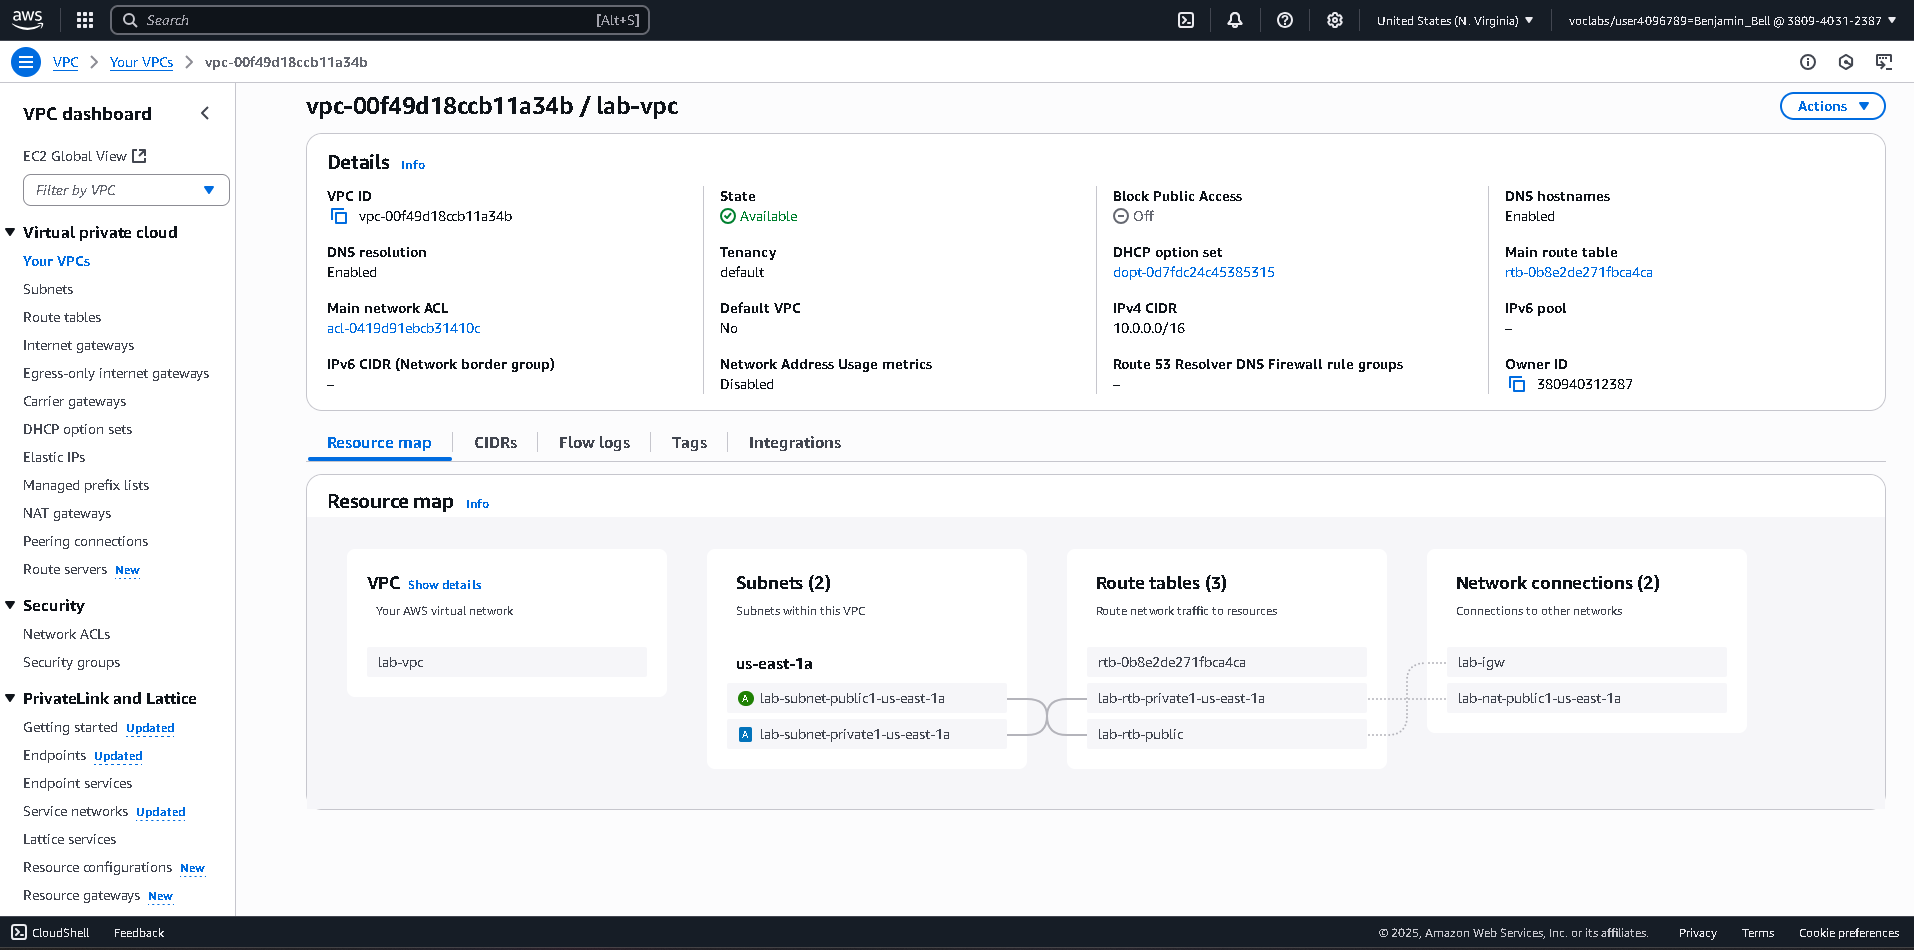 aws
Search [Alt+S]
United States (N. Virginia)
voclabs/user4096789=Benjamin_Bell @ 3809-4031-2387
VPC
Your VPCs
vpc-00f49d18ccb11a34b
VPC dashboard
EC2 Global View
Filter by VPC
Virtual private cloud
Your VPCs
Subnets
Route tables
Internet gateways
Egress-only internet gateways
Carrier gateways
DHCP option sets
Elastic IPs
Managed prefix lists
NAT gateways
Peering connections
Route servers New
Security
Network ACLs
Security groups
PrivateLink and Lattice
Getting started Updated
Endpoints Updated
Endpoint services
Service networks Updated
Lattice services
Resource configurations New
Resource gateways New
vpc-00f49d18ccb11a34b / lab-vpc
Actions
Details Info
VPC ID
vpc-00f49d18ccb11a34b
State
Available
Block Public Access
Off
DNS hostnames
Enabled
DNS resolution
Enabled
Tenancy
default
DHCP option set
dopt-0d7fdc24c45385315
Main route table
rtb-0b8e2de271fbca4ca
Main network ACL
acl-0419d91ebcb31410c
Default VPC
No
IPv4 CIDR
10.0.0.0/16
IPv6 pool
–
IPv6 CIDR (Network border group)
–
Network Address Usage metrics
Disabled
Route 53 Resolver DNS Firewall rule groups
–
Owner ID
380940312387
Resource map
CIDRs
Flow logs
Tags
Integrations
Resource map Info
VPC Show details
Your AWS virtual network
lab-vpc
Subnets (2)
Subnets within this VPC
us-east-1a
A lab-subnet-public1-us-east-1a
A lab-subnet-private1-us-east-1a
Route tables (3)
Route network traffic to resources
rtb-0b8e2de271fbca4ca
lab-rtb-private1-us-east-1a
lab-rtb-public
Network connections (2)
Connections to other networks
lab-igw
lab-nat-public1-us-east-1a
CloudShell
Feedback
© 2025, Amazon Web Services, Inc. or its affiliates.
Privacy
Terms
Cookie preferences